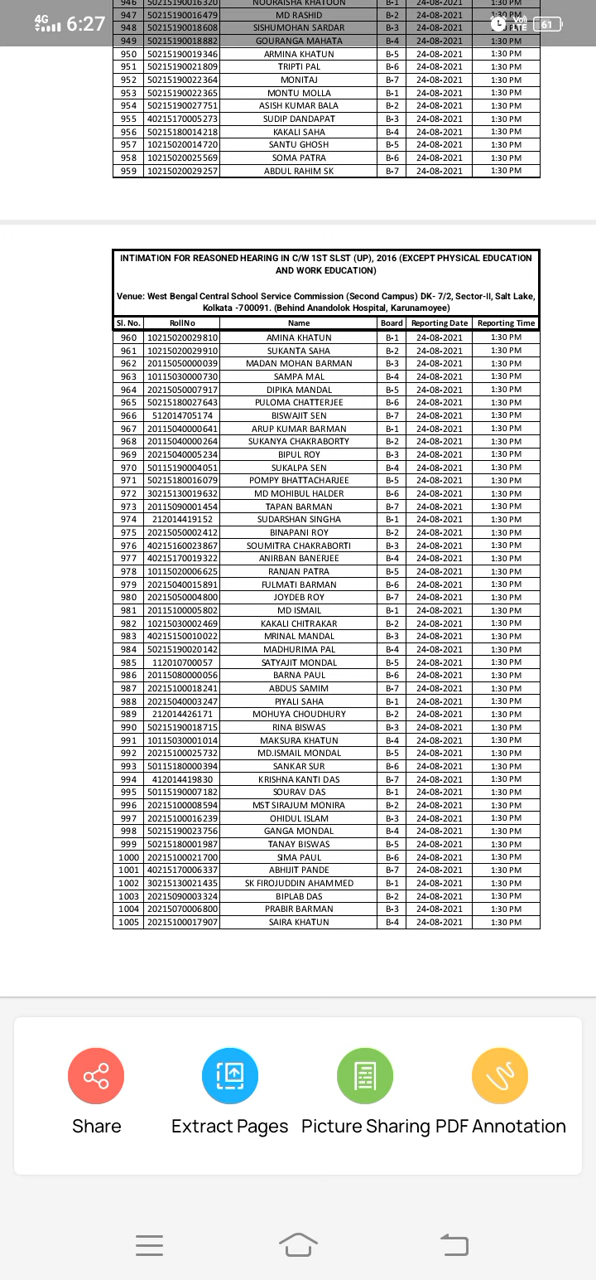 946 50215190016320 NOORAISHA KHATOON B-1 24-08-2021 1:30 PM
4G 6:27 Vo) LTE 61
947 50215190016479 MD RASHID B-2 24-08-2021 1:30 PM
948 50215190018608 SISHUMOHAN SARDAR B-3 24-08-2021 1:30 PM
949 50215190018882 GOURANGA MAHATA B-4 24-08-2021 1:30 PM
950 50215190019346 ARMINA KHATUN B-5 24-08-2021 1:30 PM
951 50215190021809 TRIPTI PAL B-6 24-08-2021 1:30 PM
952 50215190022364 MONITAJ B-7 24-08-2021 1:30 PM
953 50215190022365 MONTU MOLLA B-1 24-08-2021 1:30 PM
954 50215190027751 ASISH KUMAR BALA B-2 24-08-2021 1:30 PM
955 40215170005273 SUDIP DANDAPAT B-3 24-08-2021 1:30 PM
956 50215180014218 KAKALI SAHA B-4 24-08-2021 1:30 PM
957 10215020014720 SANTU GHOSH B-5 24-08-2021 1:30 PM
958 10215020025569 SOMA PATRA B-6 24-08-2021 1:30 PM
959 10215020029257 ABDUL RAHIM SK B-7 24-08-2021 1:30 PM
INTIMATION FOR REASONED HEARING IN C/W 1ST SLST (UP), 2016 (EXCEPT PHYSICAL EDUCATION
AND WORK EDUCATION)
Venue: West Bengal Central School Service Commission (Second Campus) DK- 7/2, Sector-II, Salt Lake,
Kolkata -700091. (Behind Anandolok Hospital, Karunamoyee)
Sl. No. RollNo Name Board Reporting Date Reporting Time
960 10215020029810 AMINA KHATUN B-1 24-08-2021 1:30 PM
961 10215020029910 SUKANTA SAHA B-2 24-08-2021 1:30 PM
962 20115050000039 MADAN MOHAN BARMAN B-3 24-08-2021 1:30 PM
963 10115030000730 SAMPA MAL B-4 24-08-2021 1:30 PM
964 20215050007917 DIPIKA MANDAL B-5 24-08-2021 1:30 PM
965 50215180027643 PULOMA CHATTERJEE B-6 24-08-2021 1:30 PM
966 512014705174 BISWAJIT SEN B-7 24-08-2021 1:30 PM
967 20115040000641 ARUP KUMAR BARMAN B-1 24-08-2021 1:30 PM
968 20115040000264 SUKANYA CHAKRABORTY B-2 24-08-2021 1:30 PM
969 20215040005234 BIPUL ROY B-3 24-08-2021 1:30 PM
970 50115190004051 SUKALPA SEN B-4 24-08-2021 1:30 PM
971 50215180016079 POMPY BHATTACHARJEE B-5 24-08-2021 1:30 PM
972 30215130019632 MD MOHIBUL HALDER B-6 24-08-2021 1:30 PM
973 20115090001454 TAPAN BARMAN B-7 24-08-2021 1:30 PM
974 212014419152 SUDARSHAN SINGHA B-1 24-08-2021 1:30 PM
975 20215050002412 BINAPANI ROY B-2 24-08-2021 1:30 PM
976 40215160023867 SOUMITRA CHAKRABORTI B-3 24-08-2021 1:30 PM
977 40215170019322 ANIRBAN BANERJEE B-4 24-08-2021 1:30 PM
978 10115020006625 RANJAN PATRA B-5 24-08-2021 1:30 PM
979 20215040015891 FULMATI BARMAN B-6 24-08-2021 1:30 PM
980 20215050004800 JOYDEB ROY B-7 24-08-2021 1:30 PM
981 20115100005802 MD ISMAIL B-1 24-08-2021 1:30 PM
982 10215030002469 KAKALI CHITRAKAR B-2 24-08-2021 1:30 PM
983 40215150010022 MRINAL MANDAL B-3 24-08-2021 1:30 PM
984 50215190020142 MADHURIMA PAL B-4 24-08-2021 1:30 PM
985 112010700057 SATYAJIT MONDAL B-5 24-08-2021 1:30 PM
986 20115080000056 BARNA PAUL B-6 24-08-2021 1:30 PM
987 20215100018241 ABDUS SAMIM B-7 24-08-2021 1:30 PM
988 20215040003247 PIYALI SAHA B-1 24-08-2021 1:30 PM
989 212014426171 MOHUYA CHOUDHURY B-2 24-08-2021 1:30 PM
990 50215190018715 RINA BISWAS B-3 24-08-2021 1:30 PM
991 10115030001014 MAKSURA KHATUN B-4 24-08-2021 1:30 PM
992 20215100025732 MD.ISMAIL MONDAL B-5 24-08-2021 1:30 PM
993 50115180000394 SANKAR SUR B-6 24-08-2021 1:30 PM
994 412014419830 KRISHNA KANTI DAS B-7 24-08-2021 1:30 PM
995 50115190007182 SOURAV DAS B-1 24-08-2021 1:30 PM
996 20215100008594 MST SIRAJUM MONIRA B-2 24-08-2021 1:30 PM
997 20215100016239 OHIDUL ISLAM B-3 24-08-2021 1:30 PM
998 50215190023756 GANGA MONDAL B-4 24-08-2021 1:30 PM
999 50215180001987 TANAY BISWAS B-5 24-08-2021 1:30 PM
1000 20215100021700 SIMA PAUL B-6 24-08-2021 1:30 PM
1001 40215170006337 ABHIJIT PANDE B-7 24-08-2021 1:30 PM
1002 30215130021435 SK FIROJUDDIN AHAMMED B-1 24-08-2021 1:30 PM
1003 20215090003324 BIPLAB DAS B-2 24-08-2021 1:30 PM
1004 20215070006800 PRABIR BARMAN B-3 24-08-2021 1:30 PM
1005 20215100017907 SAIRA KHATUN B-4 24-08-2021 1:30 PM
Share Extract Pages Picture Sharing PDF Annotation